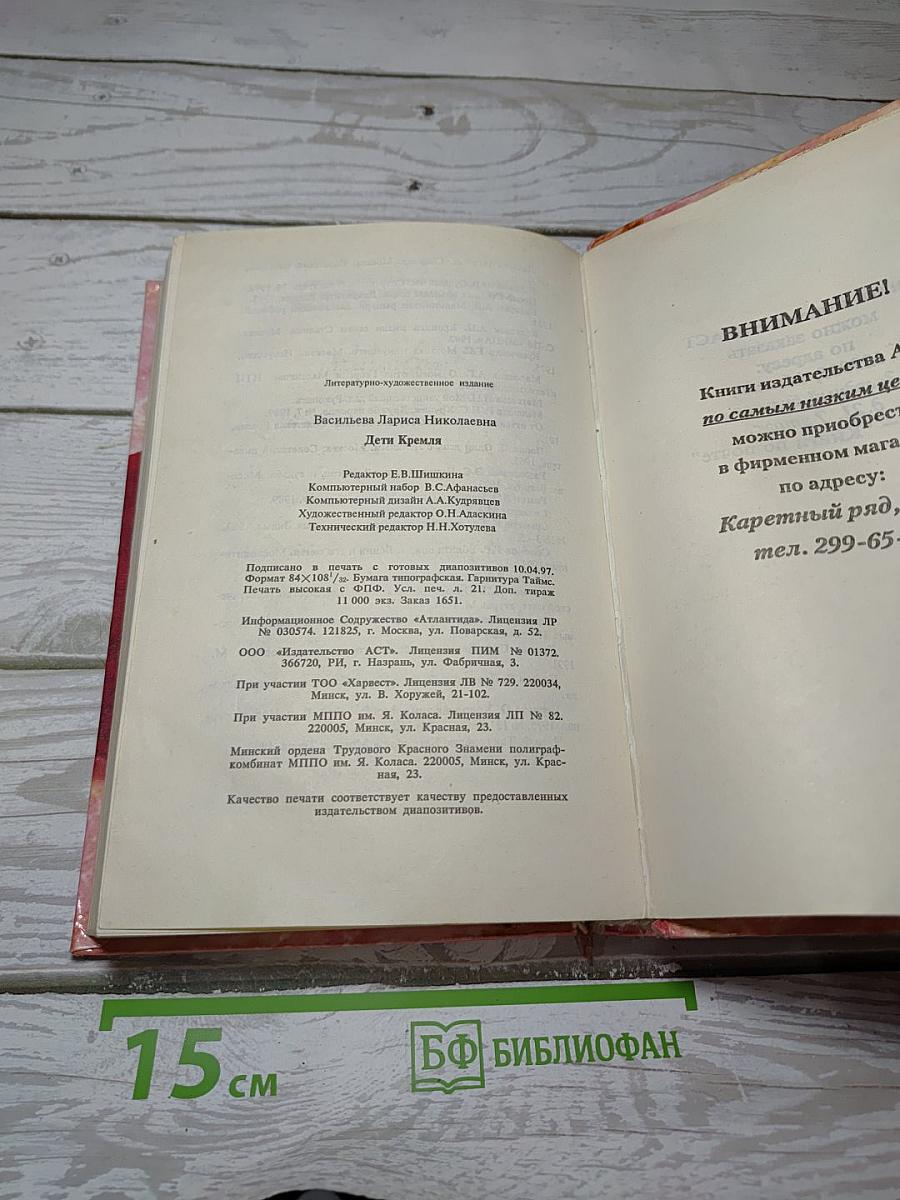 Литературно-художественное издание
Васильева Лариса Николаевна
Дети Кремля
Редактор Е.В.Шишкина
Компьютерный набор В.С.Афанасьев
Компьютерный дизайн А.А.Кудрявцев
Художественный редактор О.Н.Адаскина
Технический редактор Н.Н.Хотулева
Подписано в печать с готовых диапозитивов 10.04.97.
Формат 84×108¹/₃₂. Бумага типографская. Гарнитура Таймс.
Печать высокая с ФПФ. Усл. печ. л. 21. Доп. тираж
11 000 экз. Заказ 1651.
Информационное Содружество «Атлантида». Лицензия ЛР
№ 030574. 121825, г. Москва, ул. Поварская, д. 52.
ООО «Издательство АСТ». Лицензия ПИМ № 01372.
366720, РИ, г. Назрань, ул. Фабричная, 3.
При участии ТОО «Харвест». Лицензия ЛВ № 729. 220034,
Минск, ул. В. Хоружей, 21-102.
При участии МППО им. Я. Коласа. Лицензия ЛП № 82.
220005, Минск, ул. Красная, 23.
Минский ордена Трудового Красного Знамени полиграф-
комбинат МППО им. Я. Коласа. 220005, Минск, ул. Крас-
ная, 23.
Качество печати соответствует качеству предоставленных
издательством диапозитивов.
ВНИМАНИЕ!
Книги издательства А
по самым низким це
можно приобрест
в фирменном мага
по адресу:
Каретный ряд,
тел. 299-65-
15 см
БФ БИБЛИОФАН